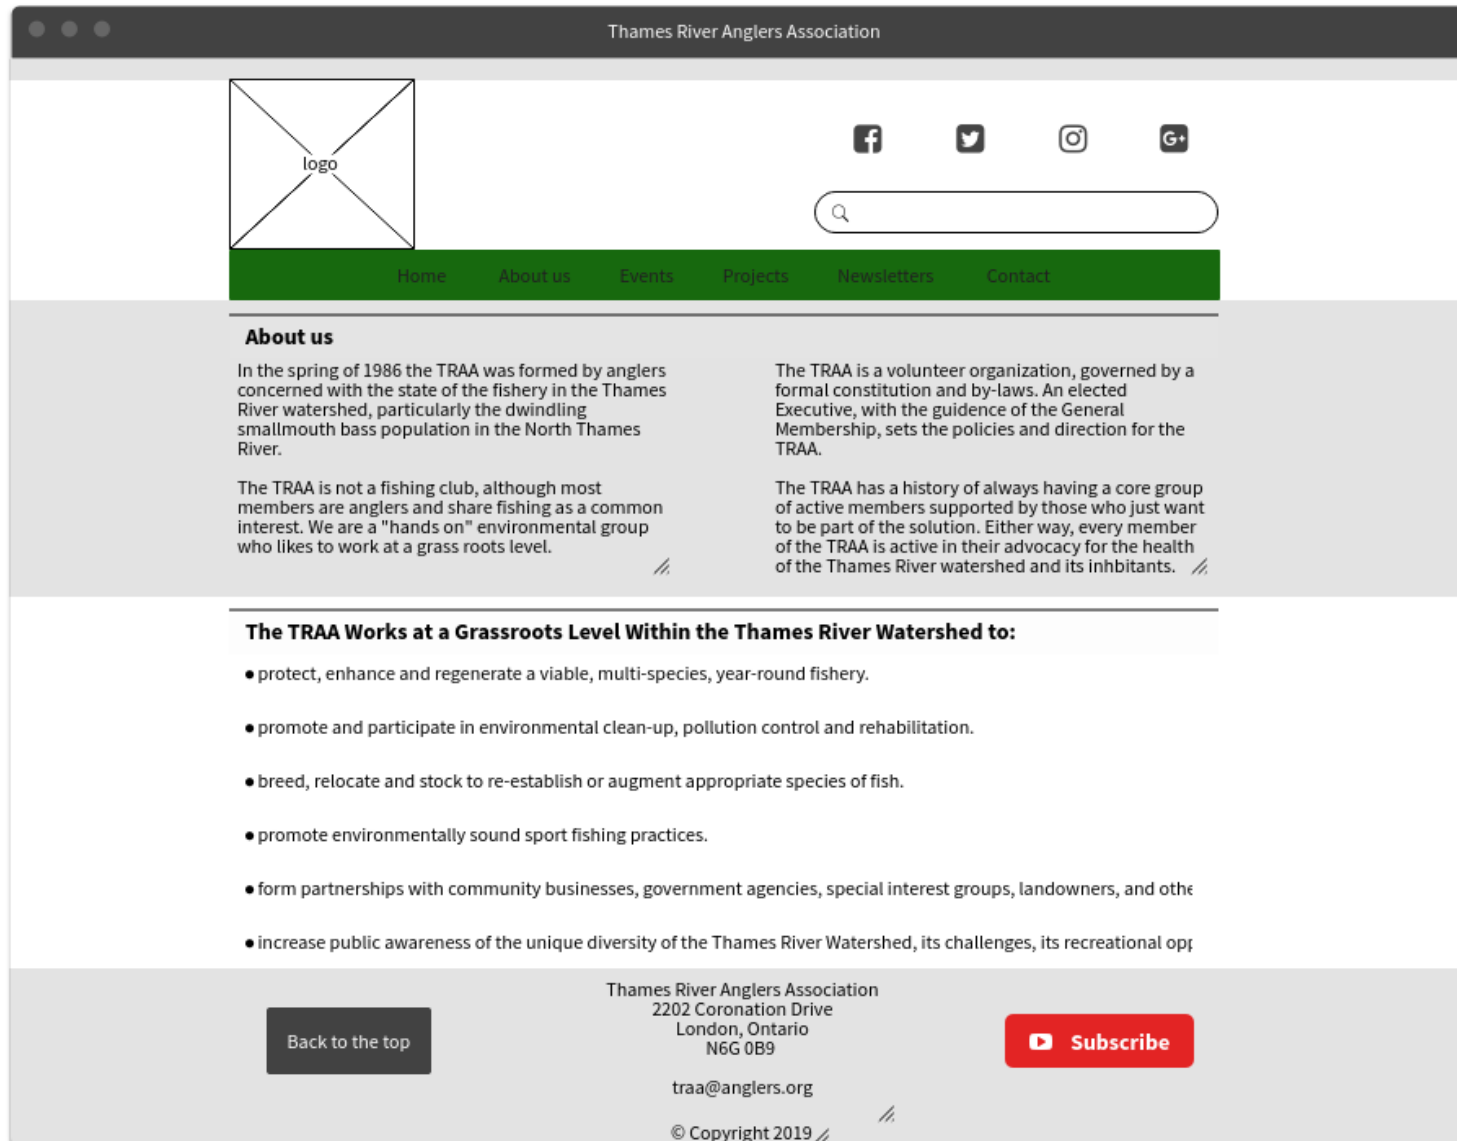 Thames River Anglers Association
logo
Home About us Events Projects Newsletters Contact
About us
In the spring of 1986 the TRAA was formed by anglers
concerned with the state of the fishery in the Thames
River watershed, particularly the dwindling
smallmouth bass population in the North Thames
River.
The TRAA is not a fishing club, although most
members are anglers and share fishing as a common
interest. We are a "hands on" environmental group
who likes to work at a grass roots level.
The TRAA is a volunteer organization, governed by a
formal constitution and by-laws. An elected
Executive, with the guidence of the General
Membership, sets the policies and direction for the
TRAA.
The TRAA has a history of always having a core group
of active members supported by those who just want
to be part of the solution. Either way, every member
of the TRAA is active in their advocacy for the health
of the Thames River watershed and its inhbitants.
The TRAA Works at a Grassroots Level Within the Thames River Watershed to:
● protect, enhance and regenerate a viable, multi-species, year-round fishery.
● promote and participate in environmental clean-up, pollution control and rehabilitation.
● breed, relocate and stock to re-establish or augment appropriate species of fish.
● promote environmentally sound sport fishing practices.
● form partnerships with community businesses, government agencies, special interest groups, landowners, and othe
● increase public awareness of the unique diversity of the Thames River Watershed, its challenges, its recreational opp
Back to the top
Thames River Anglers Association
2202 Coronation Drive
London, Ontario
N6G 0B9
traa@anglers.org
© Copyright 2019
Subscribe